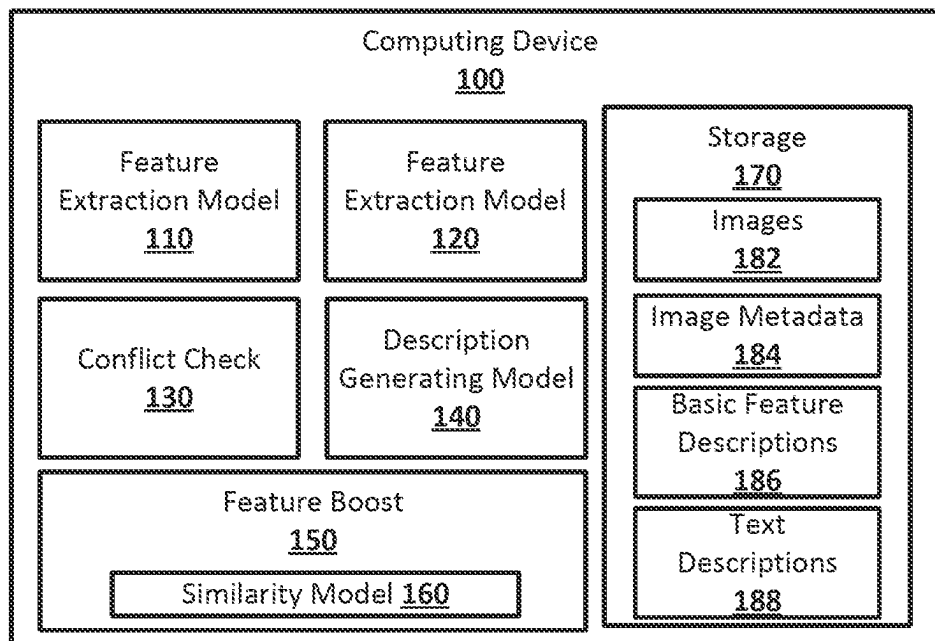 Computing Device
100
Feature
Extraction Model
110
Feature
Extraction Model
120
Conflict Check
130
Description
Generating Model
140
Feature Boost
150
Similarity Model 160
Storage
170
Images
182
Image Metadata
184
Basic Feature
Descriptions
186
Text
Descriptions
188